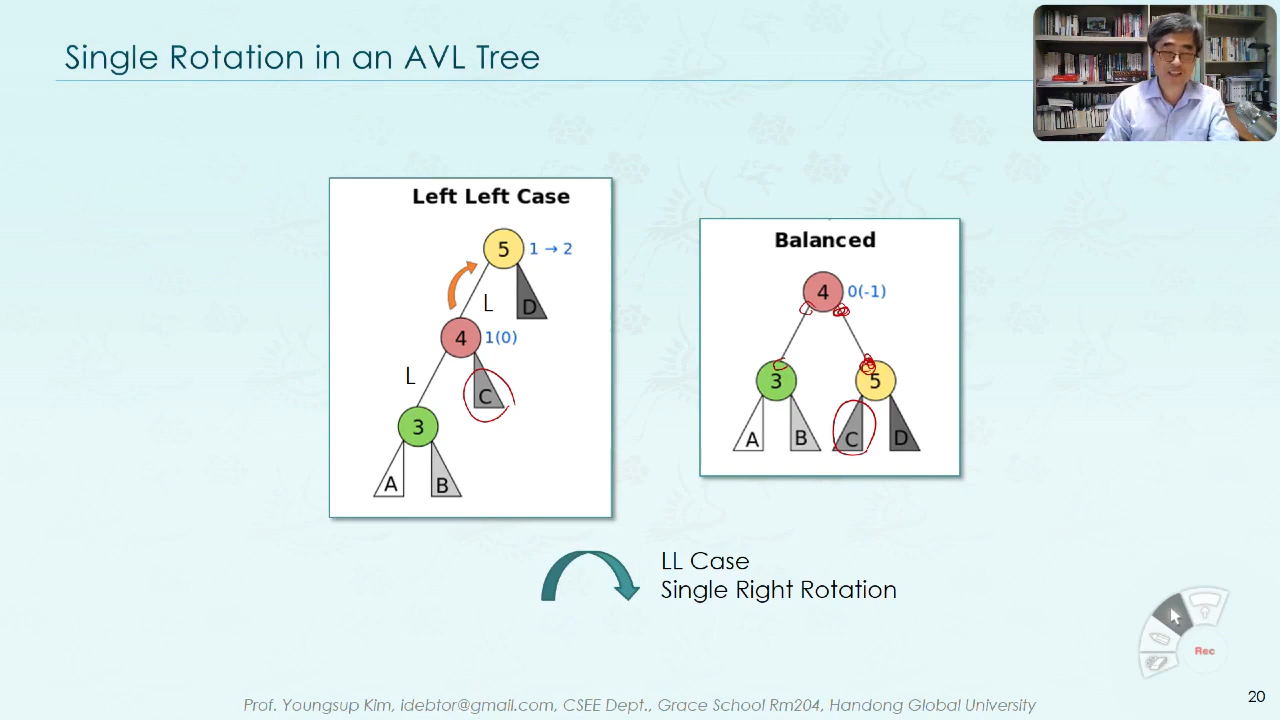 Single Rotation in an AVL Tree
Left Left Case
5 1 → 2
L D
4 1(0)
L
C
3
A B
Balanced
4 0(-1)
3 5
A B C D
LL Case
Single Right Rotation
Rec
Prof. Youngsup Kim, idebtor@gmail.com, CSEE Dept., Grace School Rm204, Handong Global University
20